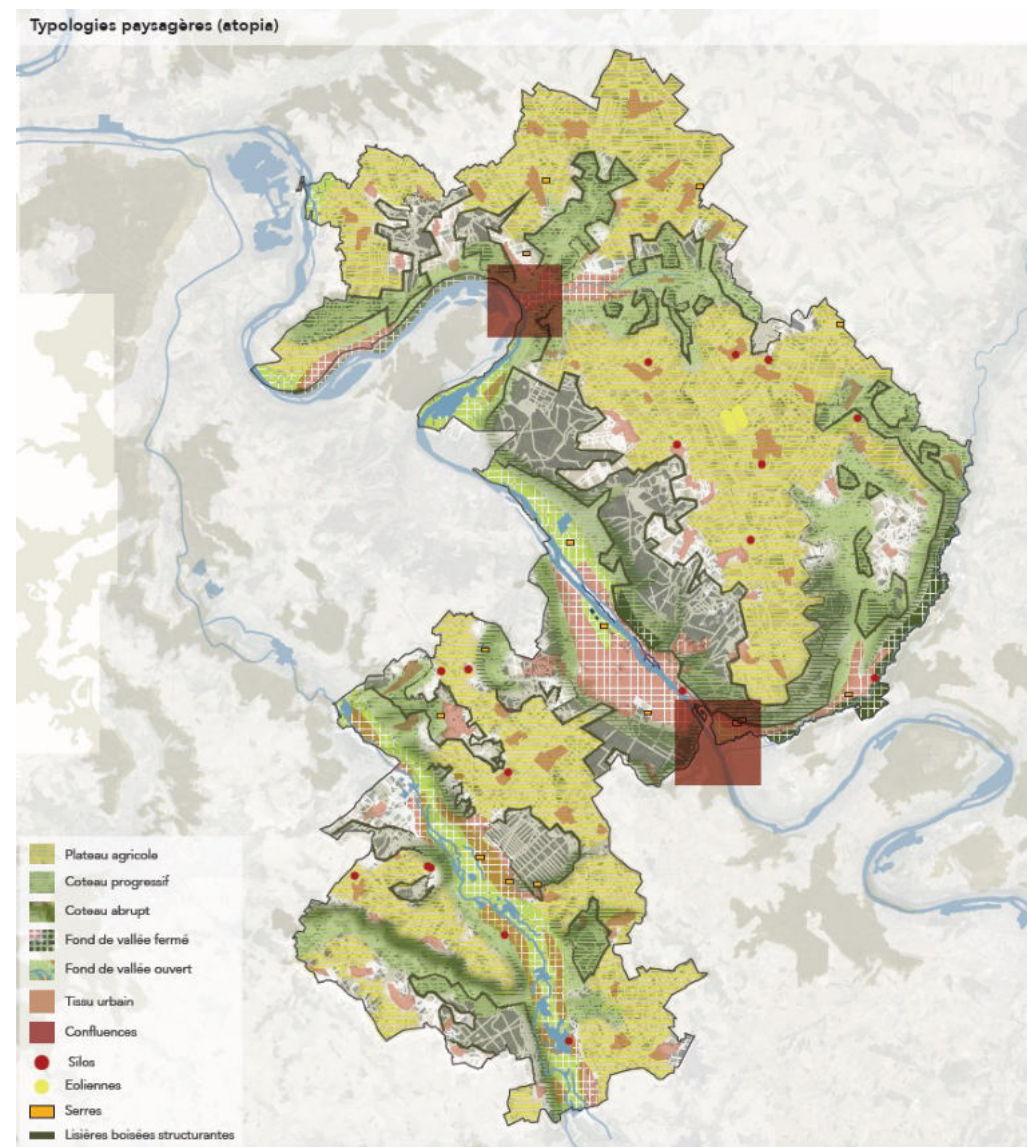 Typologies paysagères (atopia)
Plateau agricole
Coteau progressif
Coteau abrupt
Fond de vallée fermé
Fond de vallée ouvert
Tissu urbain
Confluences
Silos
Eoliennes
Serres
Lisières boisées structurantes